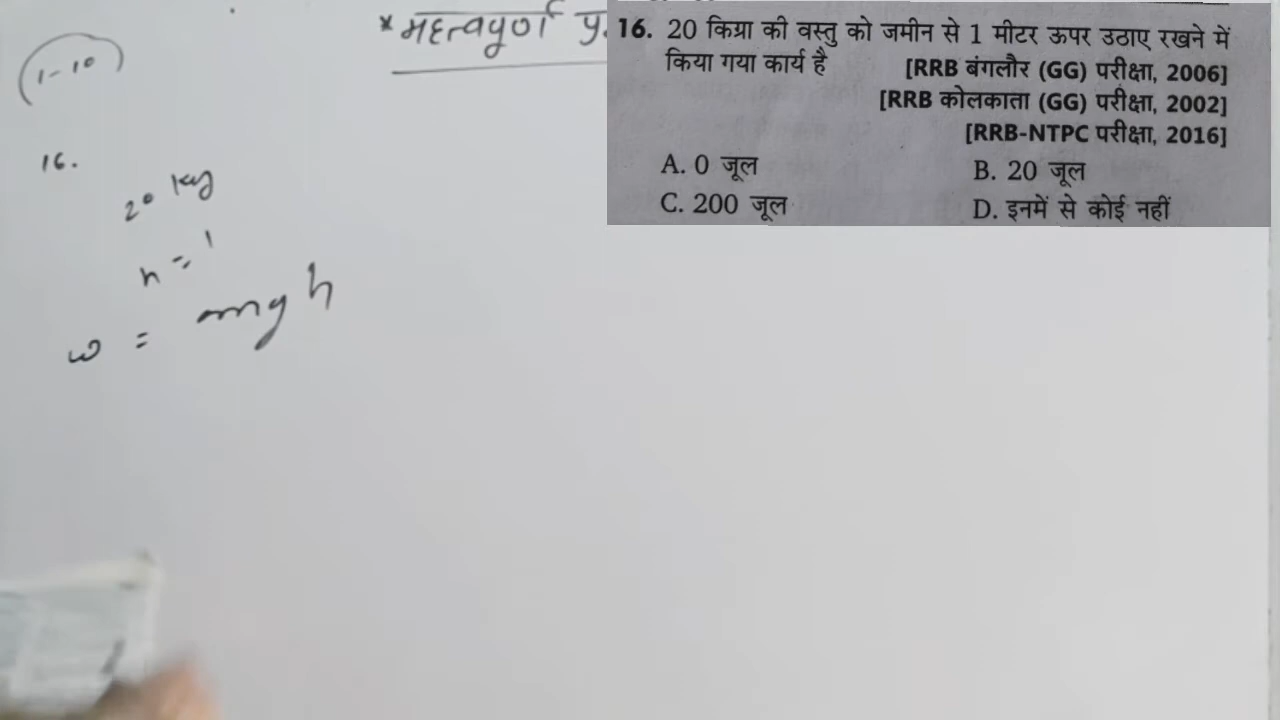 * महत्वपूर्ण
1-10
16. 20 किग्रा की वस्तु को जमीन से 1 मीटर ऊपर उठाए रखने में
किया गया कार्य है [RRB बंगलौर (GG) परीक्षा, 2006]
[RRB कोलकाता (GG) परीक्षा, 2002]
[RRB-NTPC परीक्षा, 2016]
A. 0 जूल B. 20 जूल
C. 200 जूल D. इनमें से कोई नहीं
16.
20 kg
h = 1
w = mgh